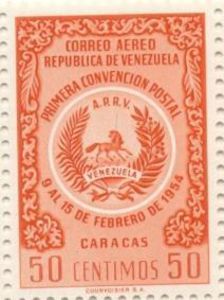 CORREO AEREO
REPUBLICA DE VENEZUELA
PRIMERA CONVENCION POSTAL
A.P.R.V.
VENEZUELA
9 AL 15 DE FEBRERO DE 1954
CARACAS
50 CENTIMOS 50
COURVOISIER S.A.